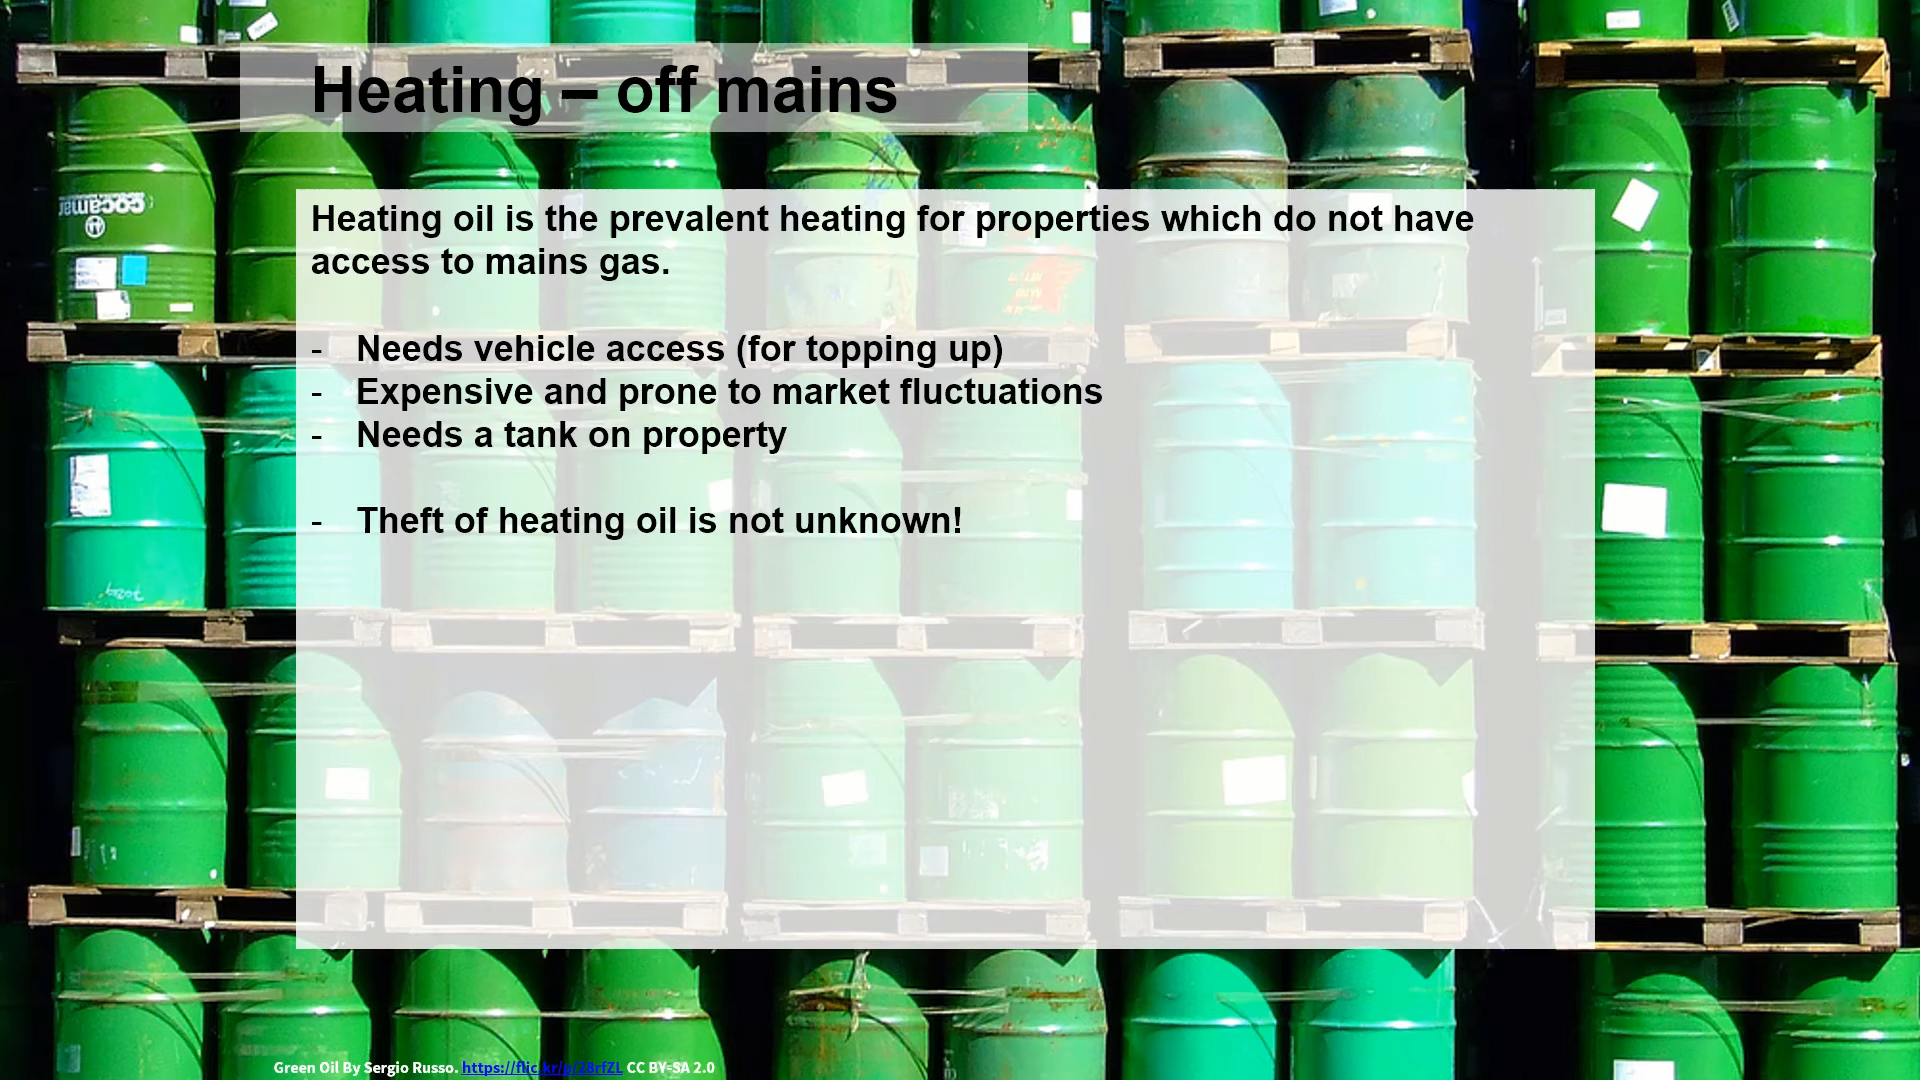 Heating – off mains
cocamar
Heating oil is the prevalent heating for properties which do not have
access to mains gas.
- Needs vehicle access (for topping up)
- Expensive and prone to market fluctuations
- Needs a tank on property
- Theft of heating oil is not unknown!
Green Oil By Sergio Russo. https://flic.kr/p/23rfZL CC BY-SA 2.0